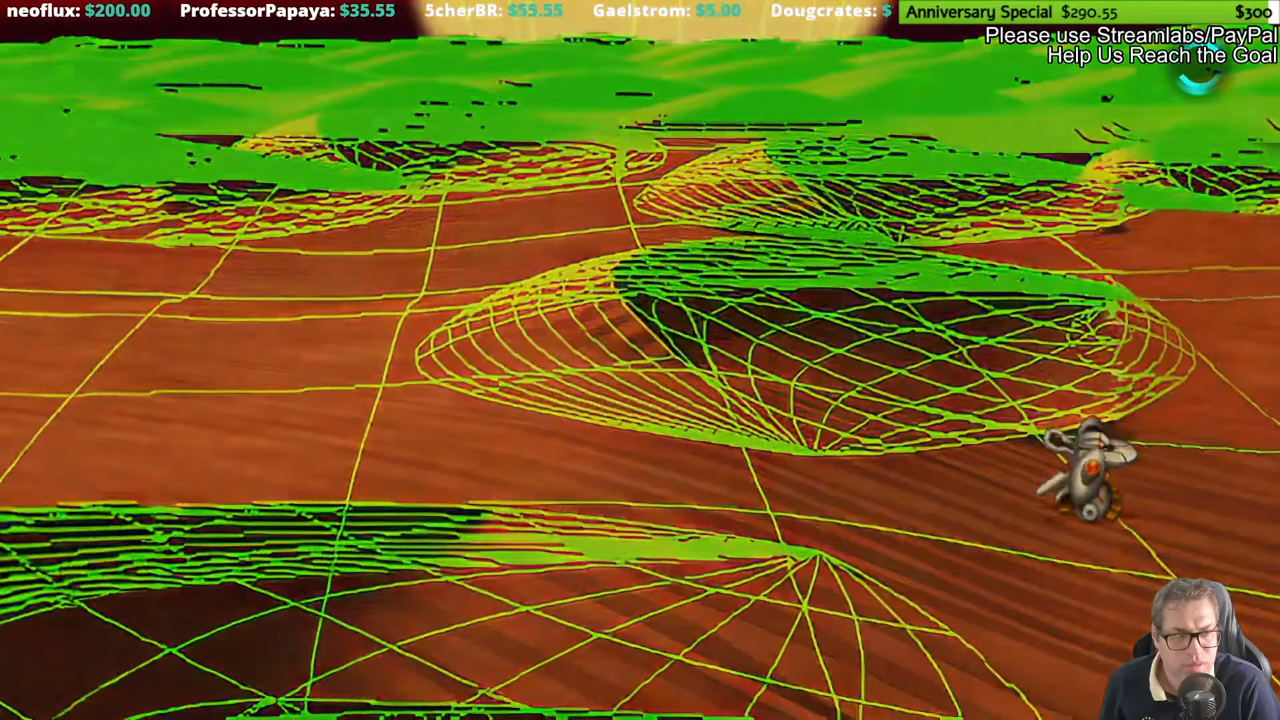 neoflux: $200.00 ProfessorPapaya: $35.55 5cherBR: $55.55 Gaelstrom: $5.00 Dougcrates: $
Anniversary Special $290.55 $300
Please use Streamlabs/PayPal
Help Us Reach the Goal